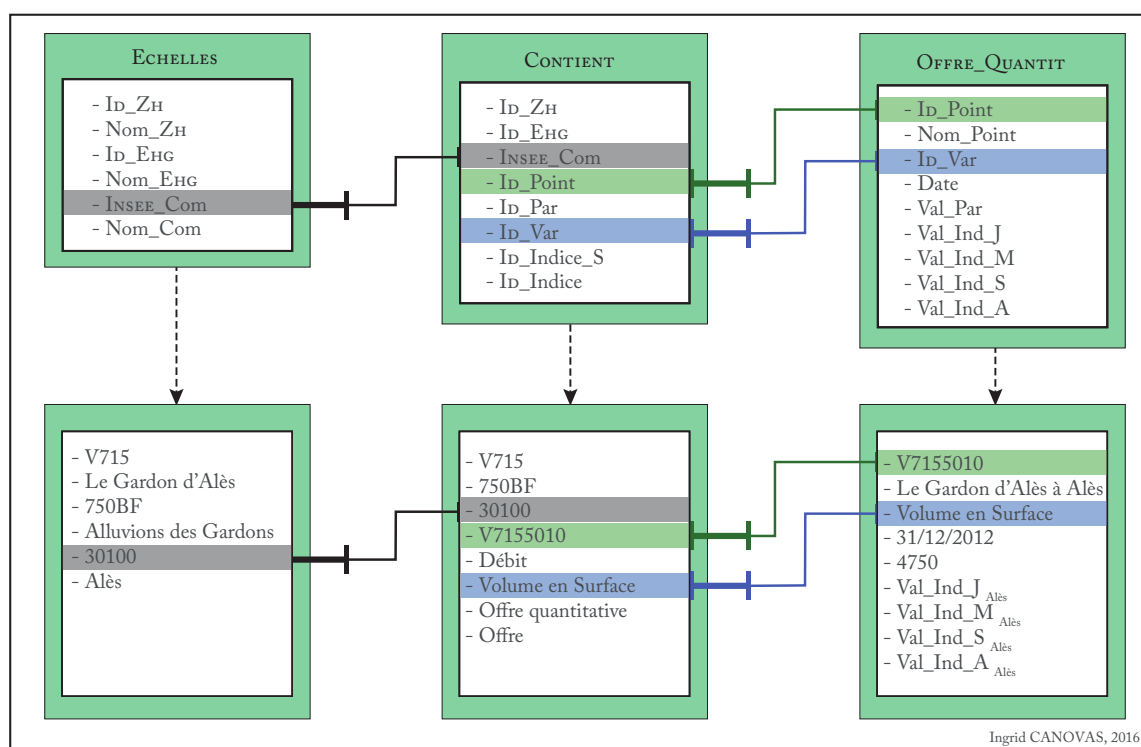 Echelles
- Id_Zh
- Nom_Zh
- Id_Ehg
- Nom_Ehg
- Insee_Com
- Nom_Com
Contient
- Id_Zh
- Id_Ehg
- Insee_Com
- Id_Point
- Id_Par
- Id_Var
- Id_Indice_S
- Id_Indice
Offre_Quantit
- Id_Point
- Nom_Point
- Id_Var
- Date
- Val_Par
- Val_Ind_J
- Val_Ind_M
- Val_Ind_S
- Val_Ind_A
- V715
- Le Gardon d'Alès
- 750BF
- Alluvions des Gardons
- 30100
- Alès
- V715
- 750BF
- 30100
- V7155010
- Débit
- Volume en Surface
- Offre quantitative
- Offre
- V7155010
- Le Gardon d'Alès à Alès
- Volume en Surface
- 31/12/2012
- 4750
- Val_Ind_J Alès
- Val_Ind_M Alès
- Val_Ind_S Alès
- Val_Ind_A Alès
Ingrid CANOVAS, 2016